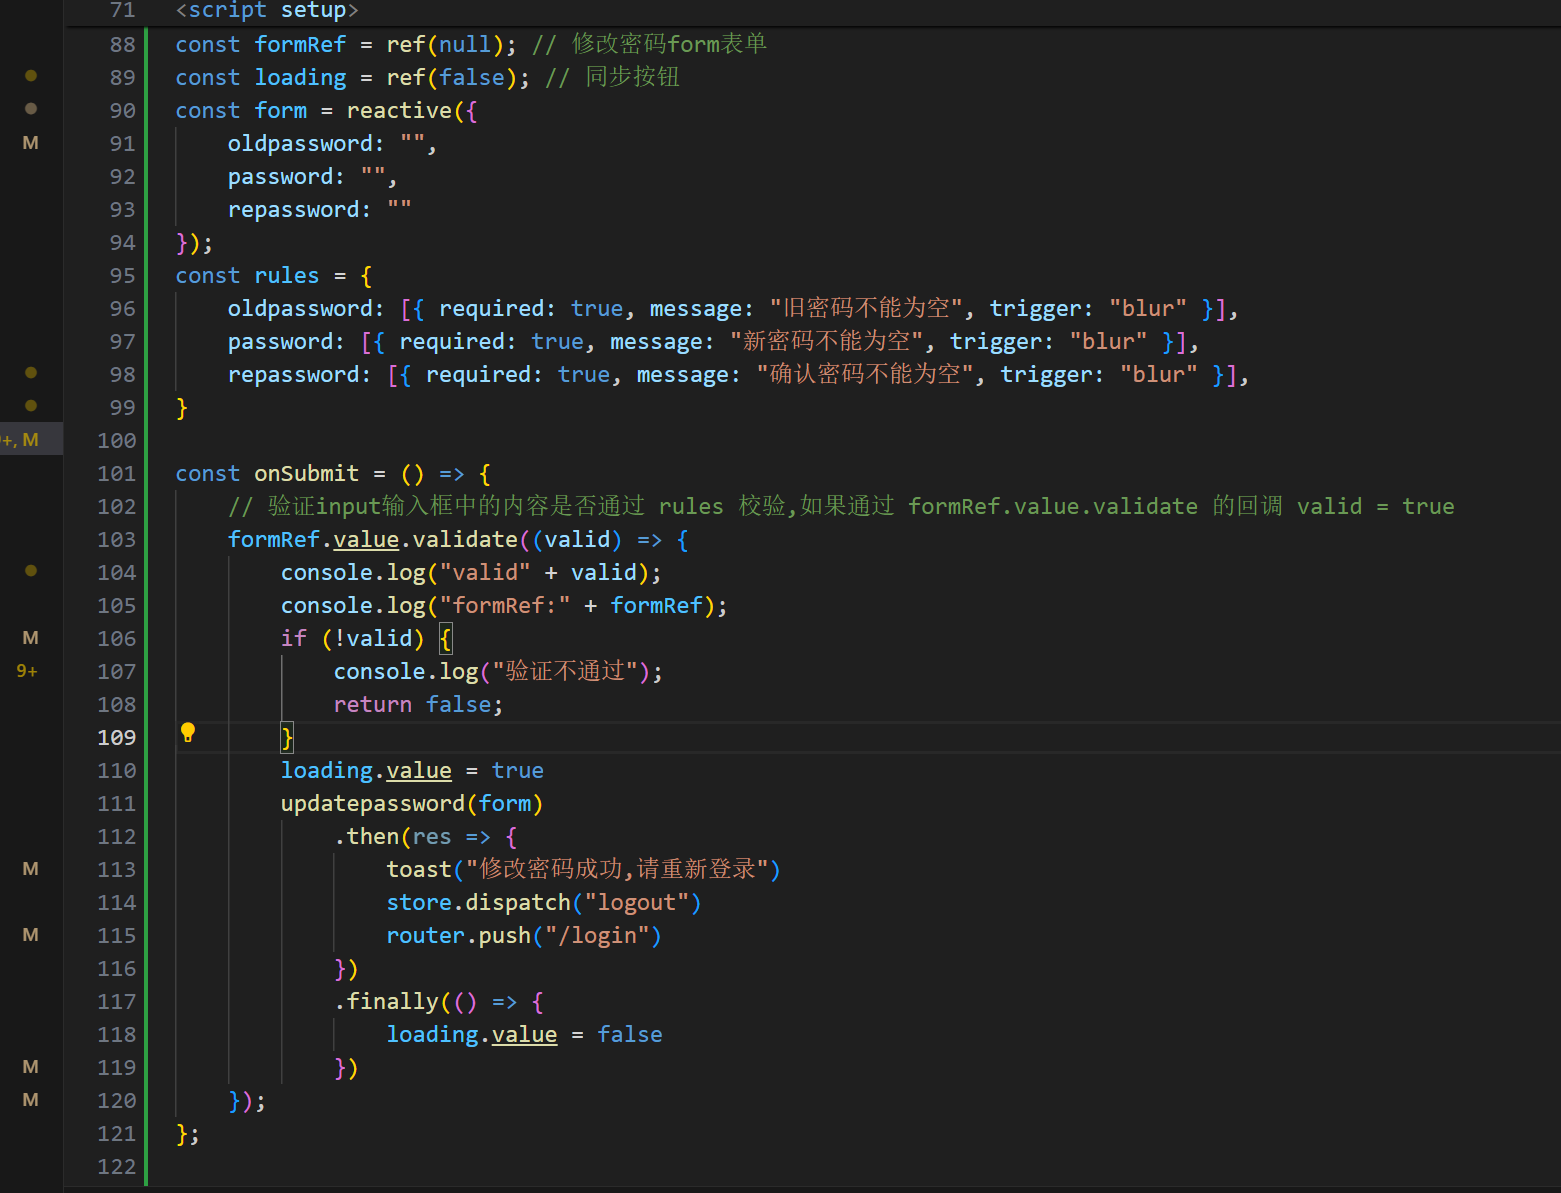 71 <script setup>
88 const formRef = ref(null); // 修改密码form表单
89 const loading = ref(false); // 同步按钮
90 const form = reactive({
M 91 oldpassword: "",
92 password: "",
93 repassword: ""
94 });
95 const rules = {
96 oldpassword: [{ required: true, message: "旧密码不能为空", trigger: "blur" }],
97 password: [{ required: true, message: "新密码不能为空", trigger: "blur" }],
98 repassword: [{ required: true, message: "确认密码不能为空", trigger: "blur" }],
99 }
+, M 100
101 const onSubmit = () => {
102 // 验证input输入框中的内容是否通过 rules 校验,如果通过 formRef.value.validate 的回调 valid = true
103 formRef.value.validate((valid) => {
104 console.log("valid" + valid);
105 console.log("formRef:" + formRef);
M 106 if (!valid) {
9+ 107 console.log("验证不通过");
108 return false;
109 }
110 loading.value = true
111 updatepassword(form)
112 .then(res => {
M 113 toast("修改密码成功,请重新登录")
114 store.dispatch("logout")
M 115 router.push("/login")
116 })
117 .finally(() => {
118 loading.value = false
M 119 })
M 120 });
121 };
122